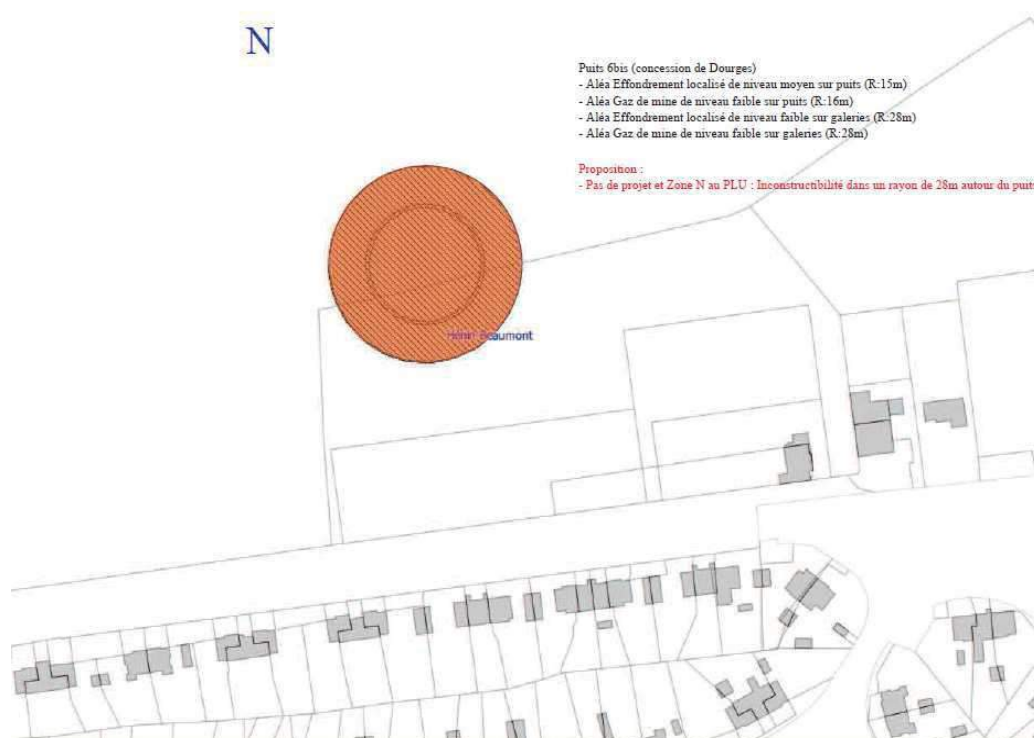 N
Puits 6bis (concession de Dourges)
- Aléa Effondrement localisé de niveau moyen sur puits (R:15m)
- Aléa Gaz de mine de niveau faible sur puits (R:16m)
- Aléa Effondrement localisé de niveau faible sur galeries (R:28m)
- Aléa Gaz de mine de niveau faible sur galeries (R:28m)
Proposition :
- Pas de projet et Zone N au PLU : Inconstructibilité dans un rayon de 28m autour du puits
Hénin Beaumont